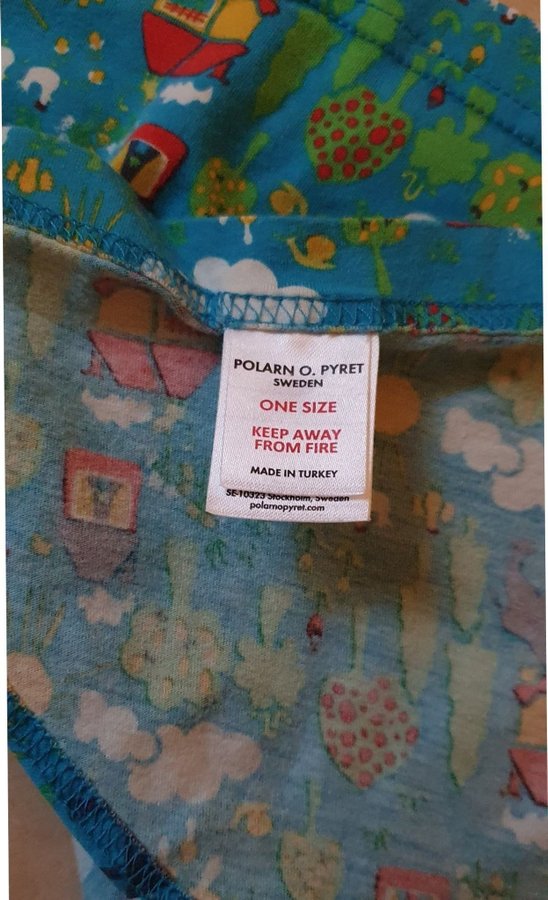 POLARN O. PYRET
SWEDEN
ONE SIZE
KEEP AWAY
FROM FIRE
MADE IN TURKEY
SE-10323 Stockholm, Sweden
polarnopyret.com